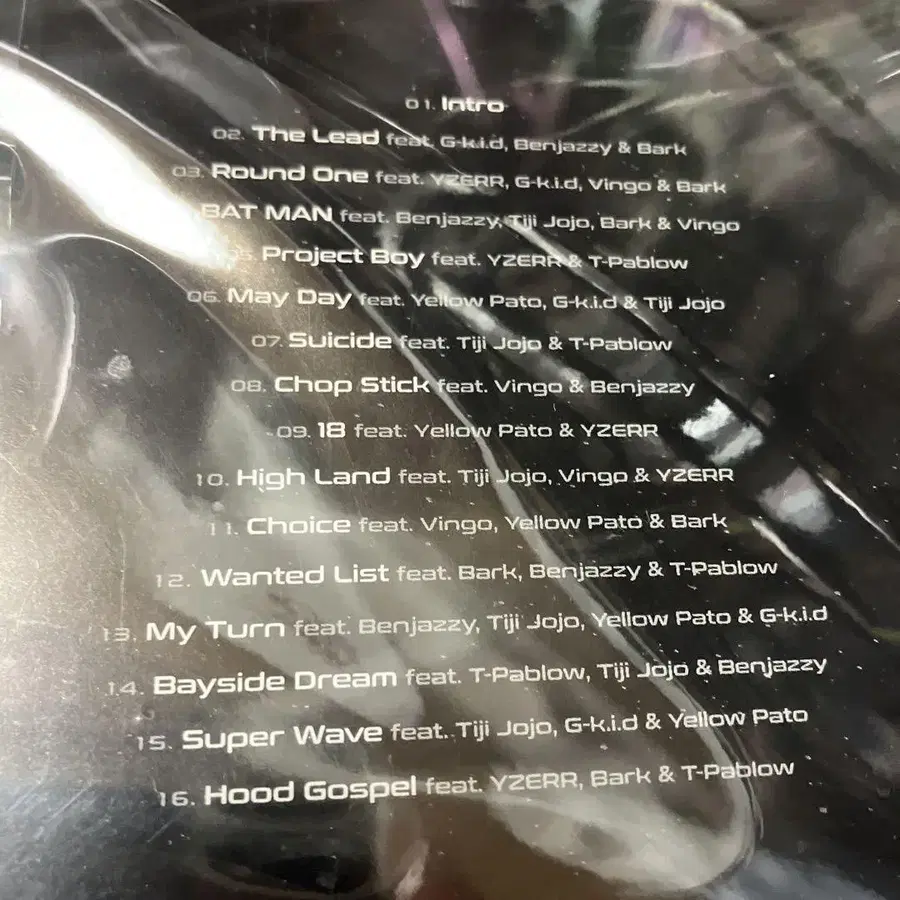 01. Intro
02. The Lead feat. G-k.i.d, Benjazzy & Bark
03. Round One feat. YZERR, G-k.i.d, Vingo & Bark
BAT MAN feat. Benjazzy, Tiji Jojo, Bark & Vingo
05. Project Boy feat. YZERR & T-Pablow
06. May Day feat. Yellow Pato, G-k.i.d & Tiji Jojo
07. Suicide feat. Tiji Jojo & T-Pablow
08. Chop Stick feat. Vingo & Benjazzy
09. 18 feat. Yellow Pato & YZERR
10. High Land feat. Tiji Jojo, Vingo & YZERR
11. Choice feat. Vingo, Yellow Pato & Bark
12. Wanted List feat. Bark, Benjazzy & T-Pablow
13. My Turn feat. Benjazzy, Tiji Jojo, Yellow Pato & G-k.i.d
14. Bayside Dream feat. T-Pablow, Tiji Jojo & Benjazzy
15. Super Wave feat. Tiji Jojo, G-k.i.d & Yellow Pato
16. Hood Gospel feat. YZERR, Bark & T-Pablow